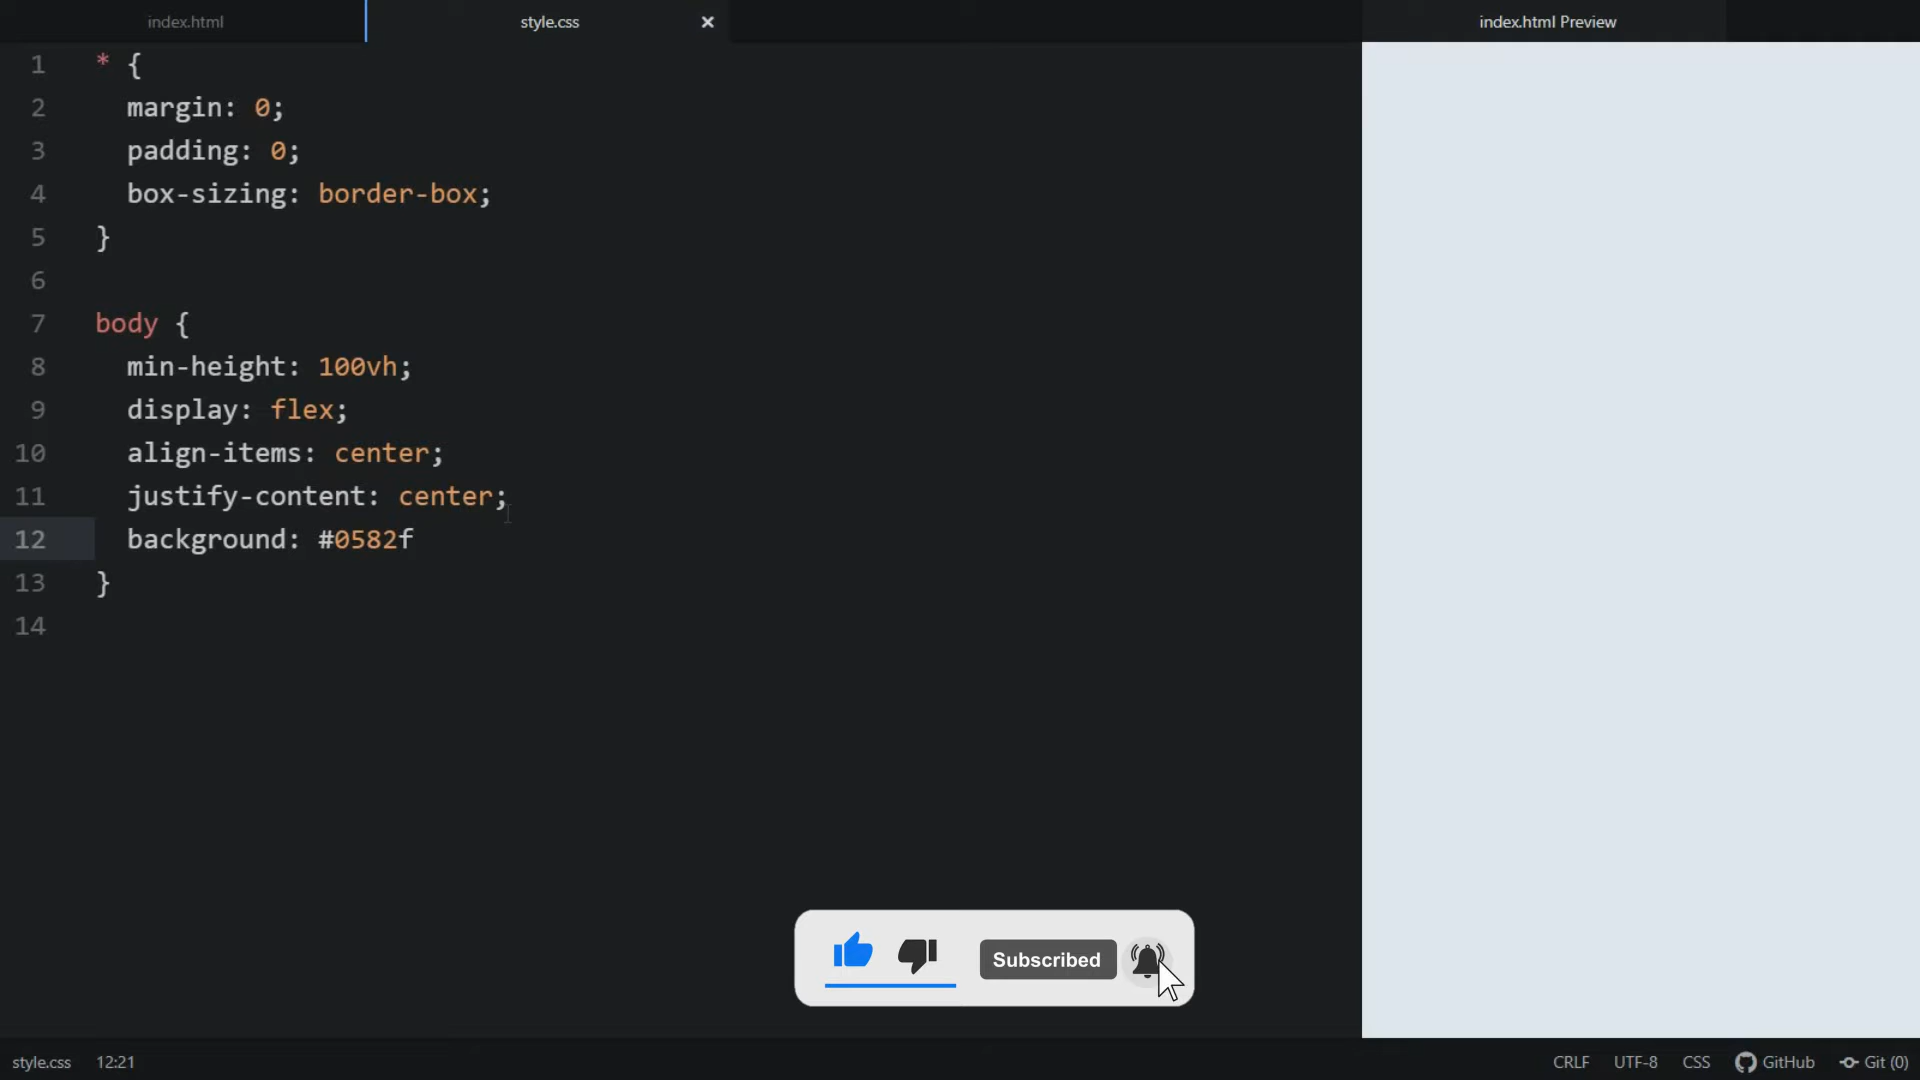 index.html
style.css
index.html Preview
1 * {
2 margin: 0;
3 padding: 0;
4 box-sizing: border-box;
5 }
6
7 body {
8 min-height: 100vh;
9 display: flex;
10 align-items: center;
11 justify-content: center;
12 background: #0582f
13 }
14
Subscribed
style.css 12:21 CRLF UTF-8 CSS GitHub Git (0)